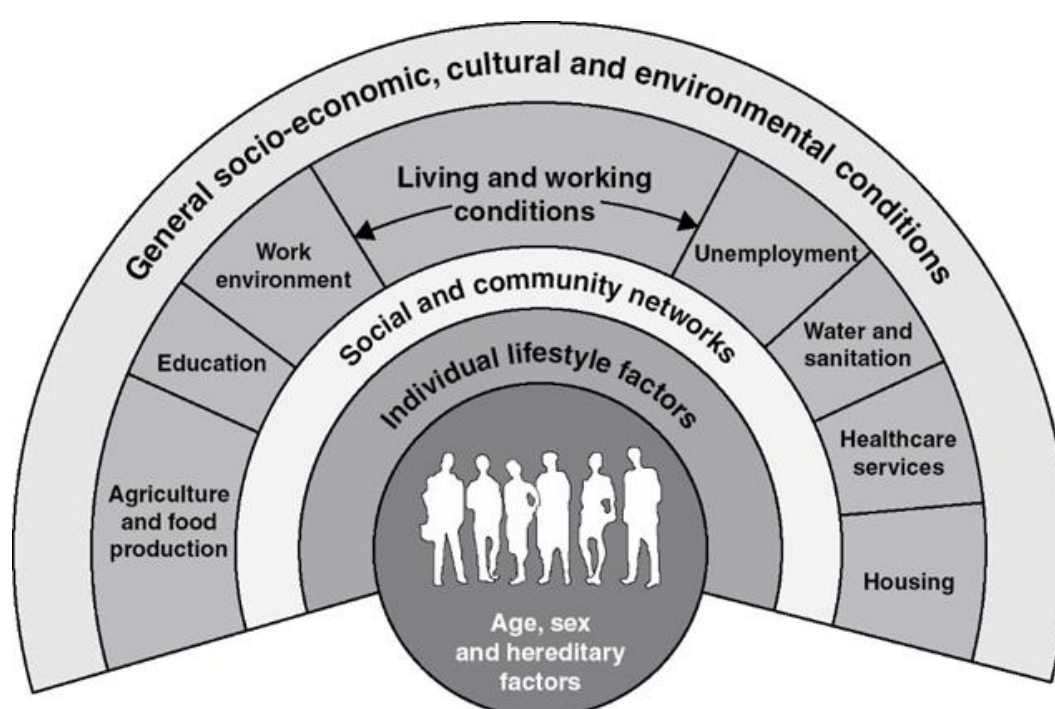 General socio-economic, cultural and environmental conditions
Living and working
conditions
Work
environment
Unemployment
Education
Water and
sanitation
Agriculture
and food
production
Healthcare
services
Housing
Social and community networks
Individual lifestyle factors
Age, sex
and hereditary
factors